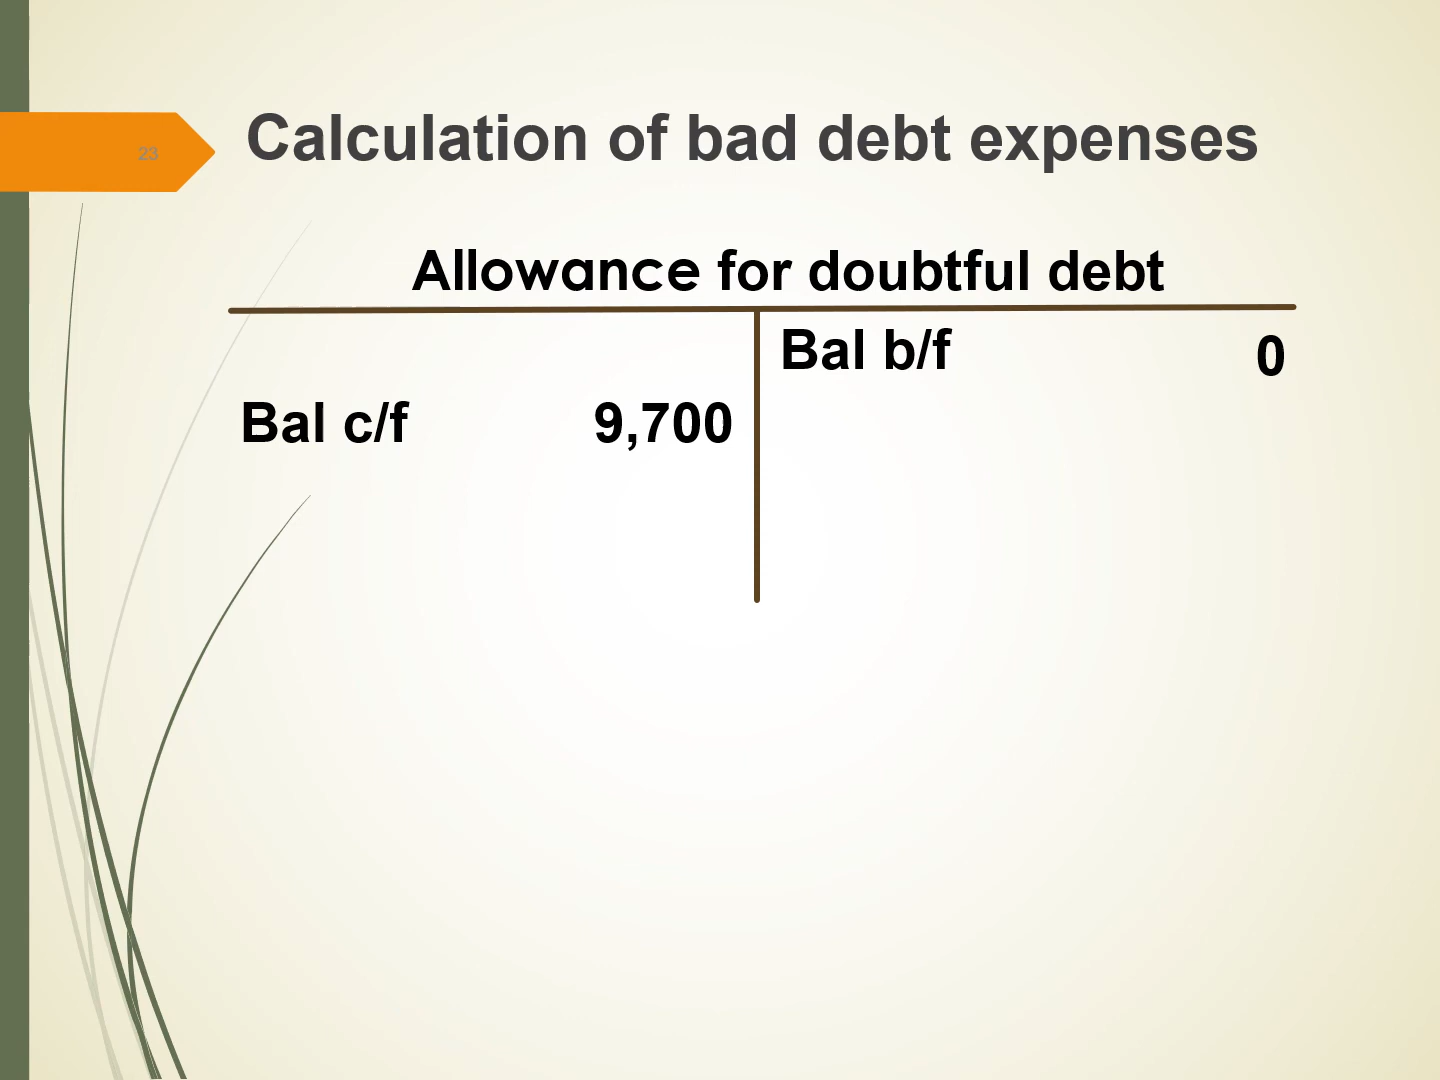 23
Calculation of bad debt expenses
Allowance for doubtful debt
Bal b/f 0
Bal c/f 9,700